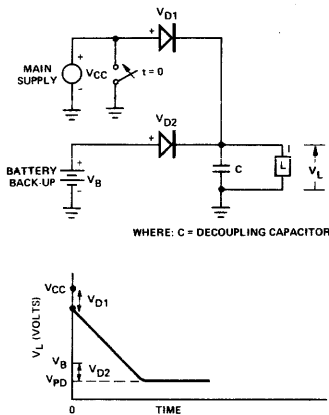 VD1
+
MAIN SUPPLY
+
VCC
-
t = 0
VD2
+
BATTERY BACK-UP
+
VB
-
C
L
I
VL
WHERE: C = DECOUPLING CAPACITOR
VL (VOLTS)
VCC
VD1
VB
VD2
VPD
0
TIME